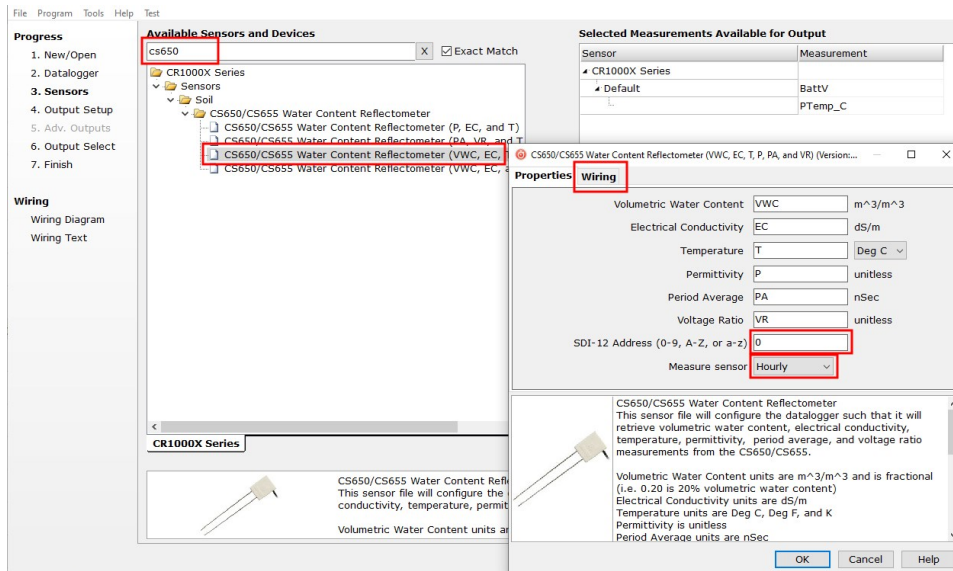 File Program Tools Help Test
Progress
1. New/Open
2. Datalogger
3. Sensors
4. Output Setup
5. Adv. Outputs
6. Output Select
7. Finish
Wiring
Wiring Diagram
Wiring Text
Available Sensors and Devices
cs650 X Exact Match
CR1000X Series
Sensors
Soil
CS650/CS655 Water Content Reflectometer
CS650/CS655 Water Content Reflectometer (P, EC, and T)
CS650/CS655 Water Content Reflectometer (PA, VR, and T
CS650/CS655 Water Content Reflectometer (VWC, EC,
CS650/CS655 Water Content Reflectometer (VWC, EC,
CR1000X Series
CS650/CS655 Water Content Refl
This sensor file will configure the
conductivity, temperature, permit
Volumetric Water Content units a
Selected Measurements Available for Output
Sensor Measurement
CR1000X Series
Default BattV
PTemp_C
CS650/CS655 Water Content Reflectometer (VWC, EC, T, P, PA, and VR) (Version:...
Properties Wiring
Volumetric Water Content VWC m^3/m^3
Electrical Conductivity EC dS/m
Temperature T Deg C
Permittivity P unitless
Period Average PA nSec
Voltage Ratio VR unitless
SDI-12 Address (0-9, A-Z, or a-z) 0
Measure sensor Hourly
CS650/CS655 Water Content Reflectometer
This sensor file will configure the datalogger such that it will
retrieve volumetric water content, electrical conductivity,
temperature, permittivity, period average, and voltage ratio
measurements from the CS650/CS655.
Volumetric Water Content units are m^3/m^3 and is fractional
(i.e. 0.20 is 20% volumetric water content)
Electrical Conductivity units are dS/m
Temperature units are Deg C, Deg F, and K
Permittivity is unitless
Period Average units are nSec
OK Cancel Help